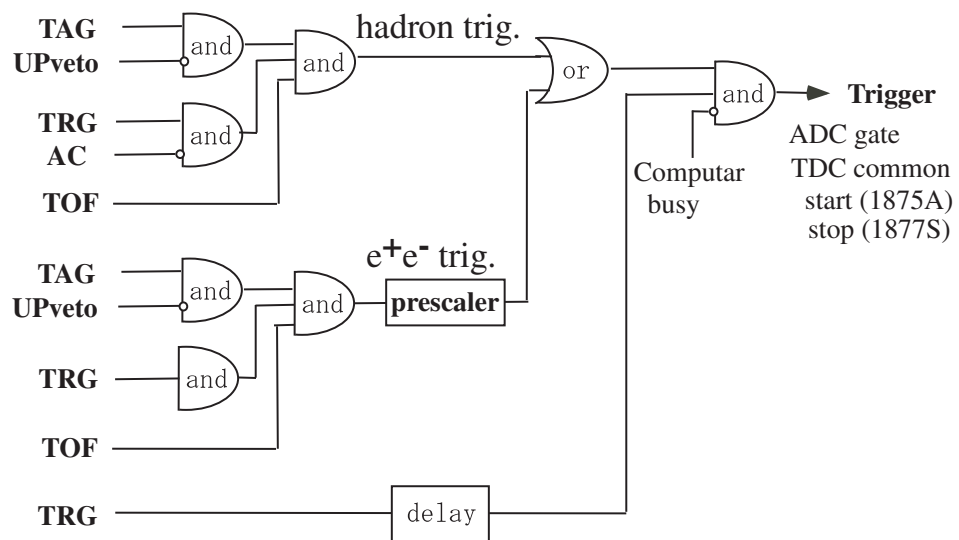 TAG
UPveto
and
and
hadron trig.
or
and
Trigger
TRG
AC
and
TOF
Computar
busy
ADC gate
TDC common
start (1875A)
stop (1877S)
e+e- trig.
TAG
UPveto
and
and
prescaler
TRG
and
TOF
TRG
delay